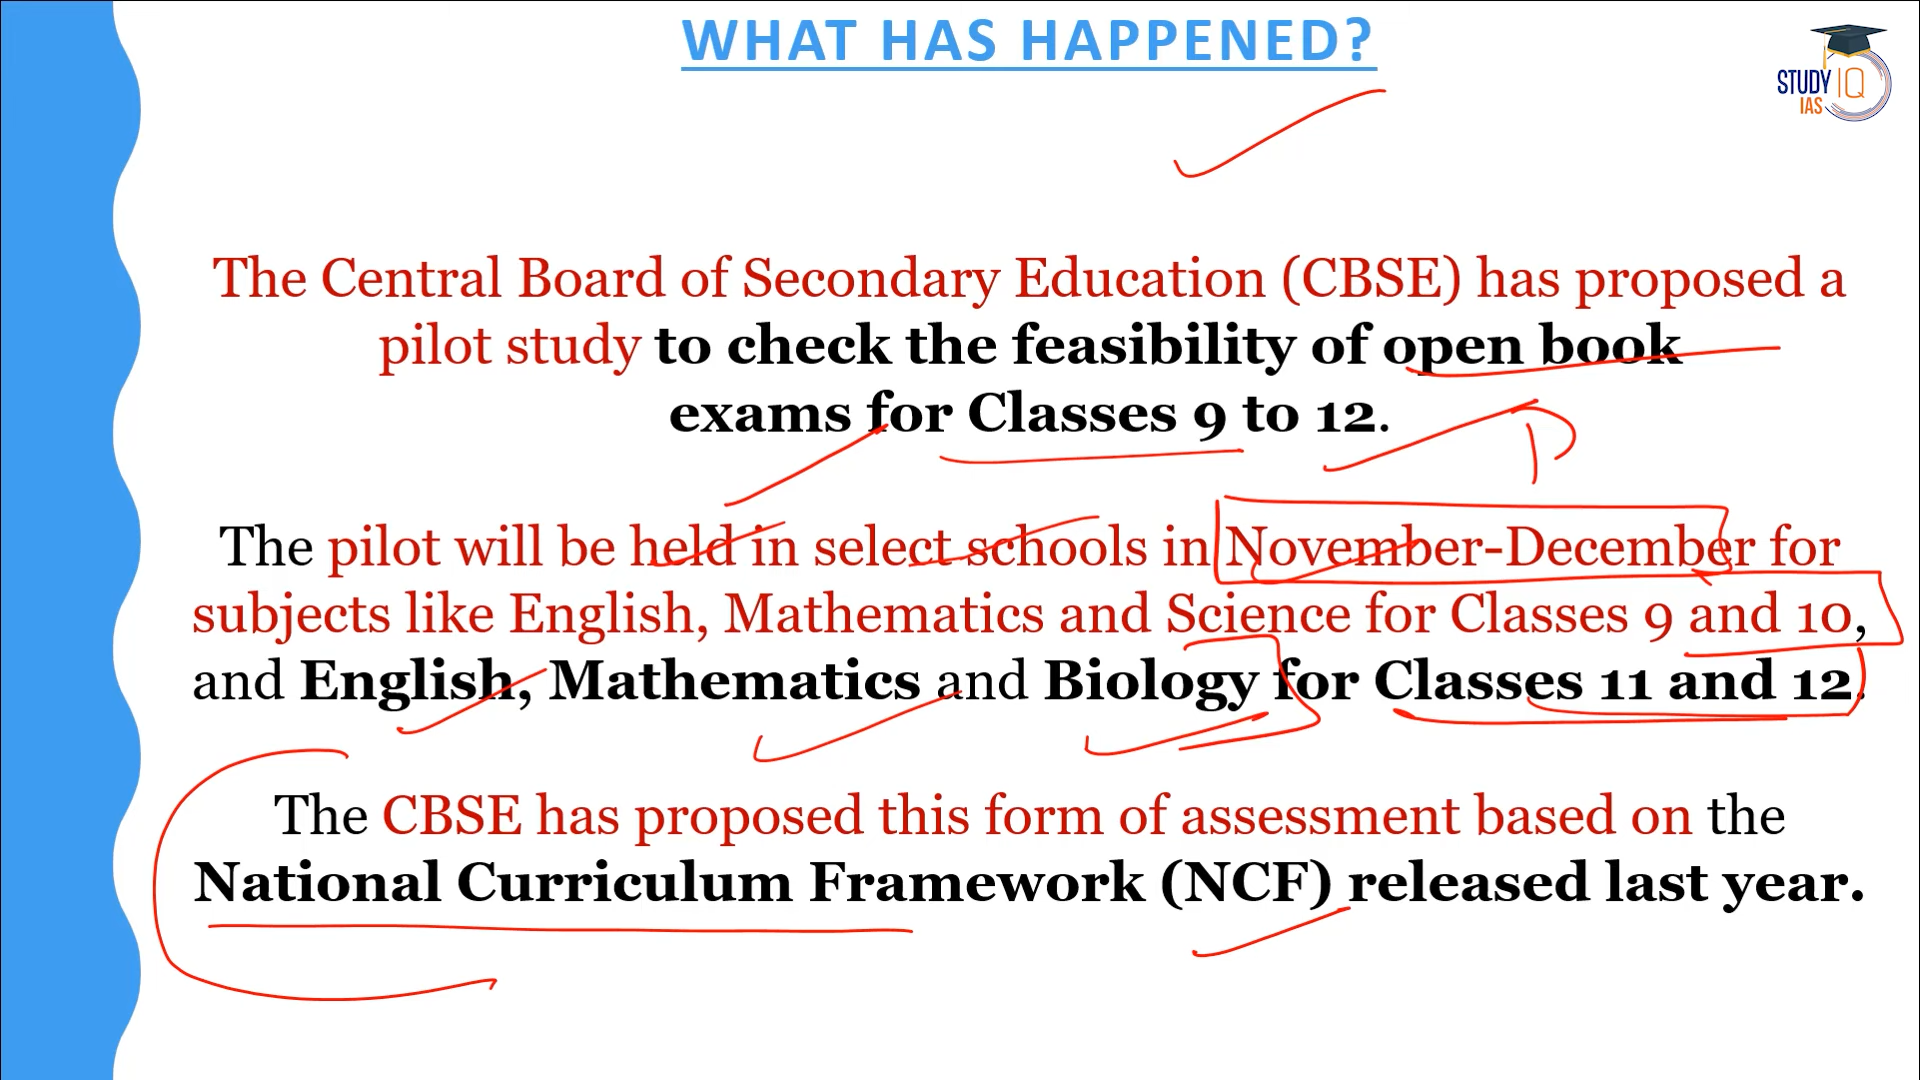 WHAT HAS HAPPENED?
STUDY IQ
IAS
The Central Board of Secondary Education (CBSE) has proposed a
pilot study to check the feasibility of open book
exams for Classes 9 to 12.
The pilot will be held in select schools in November-December for
subjects like English, Mathematics and Science for Classes 9 and 10,
and English, Mathematics and Biology for Classes 11 and 12.
The CBSE has proposed this form of assessment based on the
National Curriculum Framework (NCF) released last year.